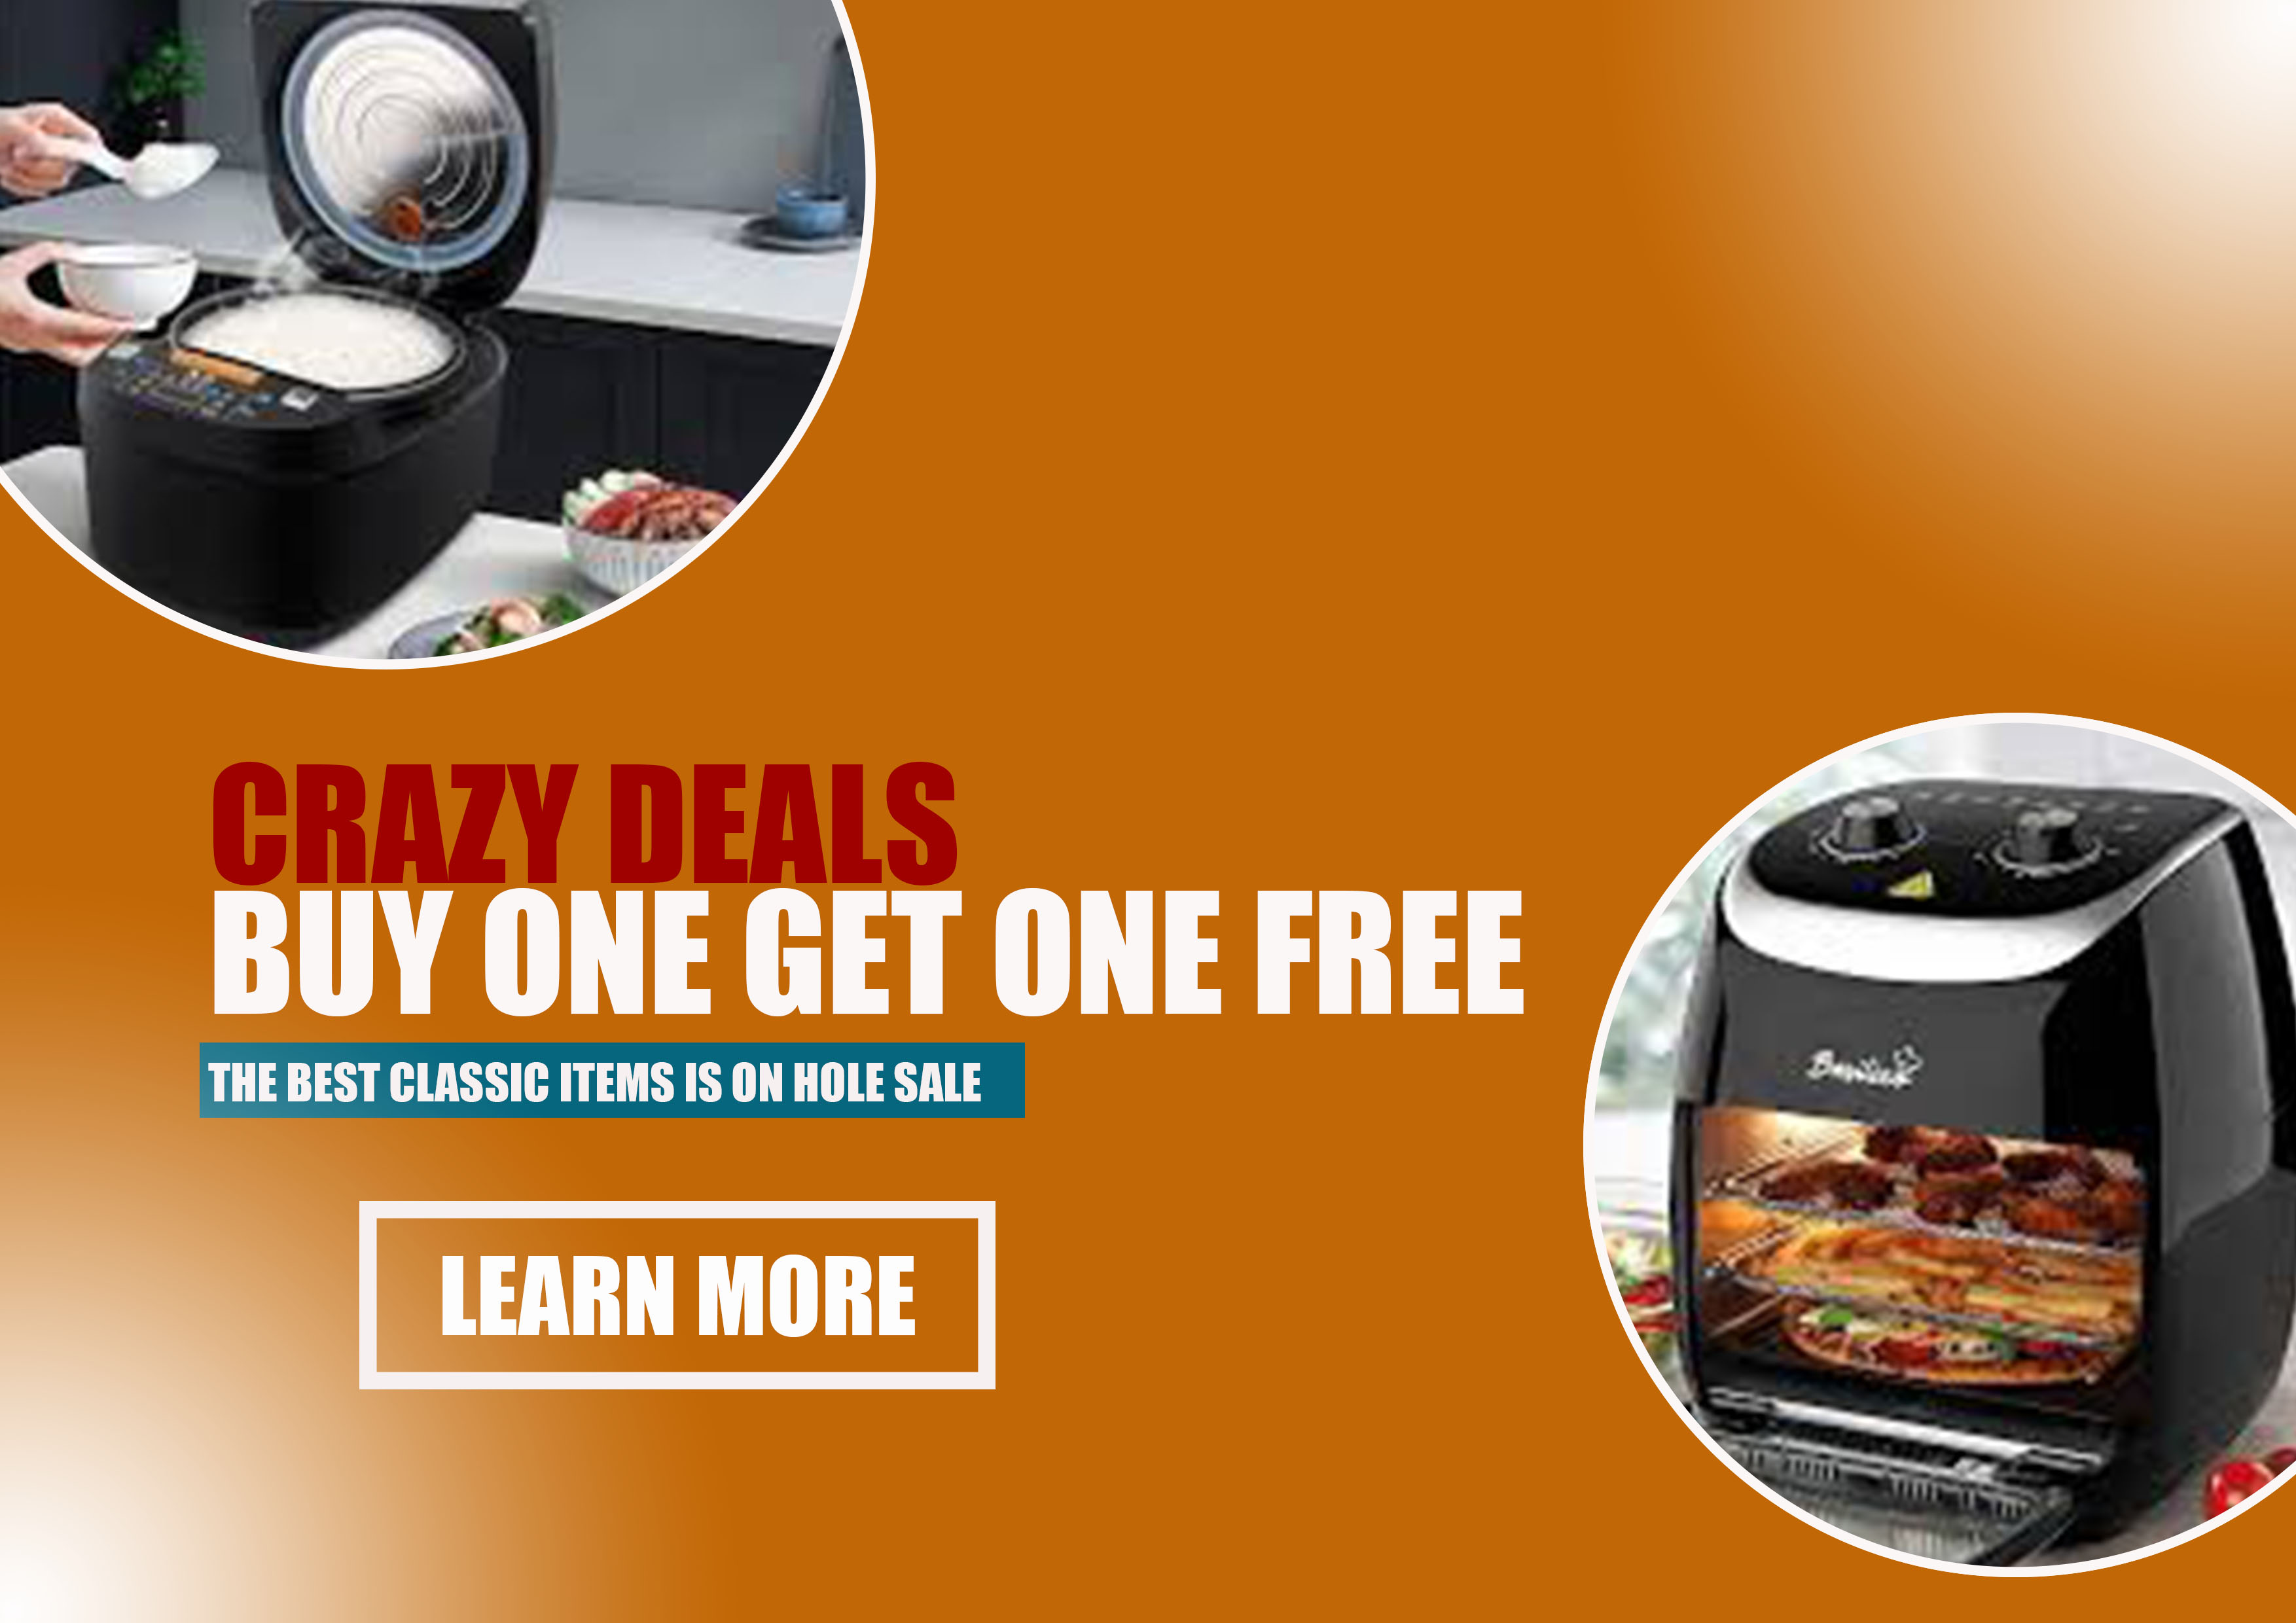 CRAZY DEALS
BUY ONE GET ONE FREE
THE BEST CLASSIC ITEMS IS ON HOLE SALE
LEARN MORE